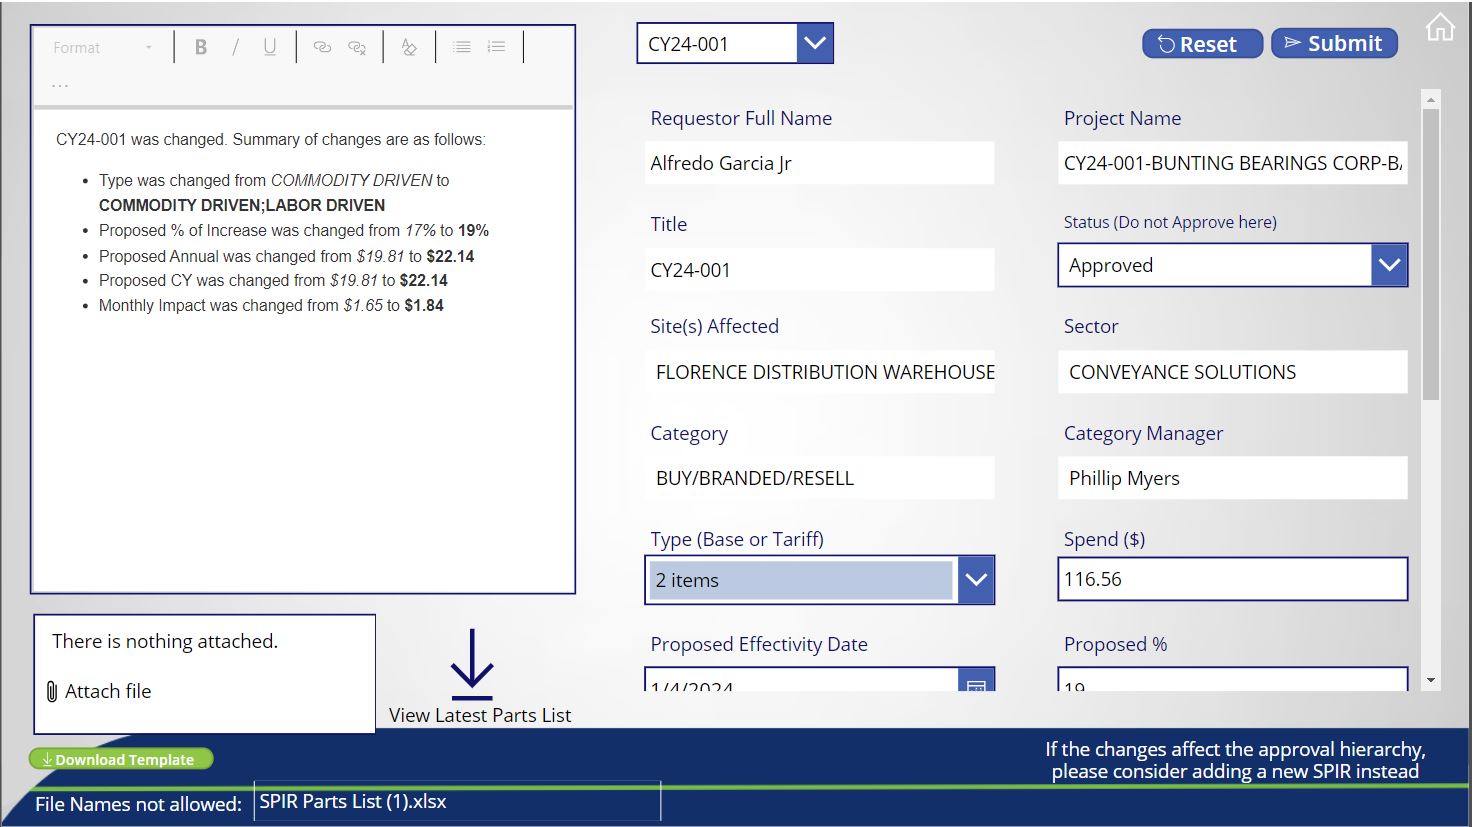 Format
B I U
...
CY24-001 was changed. Summary of changes are as follows:
• Type was changed from COMMODITY DRIVEN to
COMMODITY DRIVEN;LABOR DRIVEN
• Proposed % of Increase was changed from 17% to 19%
• Proposed Annual was changed from $19.81 to $22.14
• Proposed CY was changed from $19.81 to $22.14
• Monthly Impact was changed from $1.65 to $1.84
There is nothing attached.
Attach file
View Latest Parts List
Download Template
File Names not allowed:
SPIR Parts List (1).xlsx
CY24-001
Reset
Submit
Requestor Full Name
Alfredo Garcia Jr
Project Name
CY24-001-BUNTING BEARINGS CORP-BA
Title
CY24-001
Status (Do not Approve here)
Approved
Site(s) Affected
FLORENCE DISTRIBUTION WAREHOUSE
Sector
CONVEYANCE SOLUTIONS
Category
BUY/BRANDED/RESELL
Category Manager
Phillip Myers
Type (Base or Tariff)
2 items
Spend ($)
116.56
Proposed Effectivity Date
1/4/2024
Proposed %
19
If the changes affect the approval hierarchy,
please consider adding a new SPIR instead